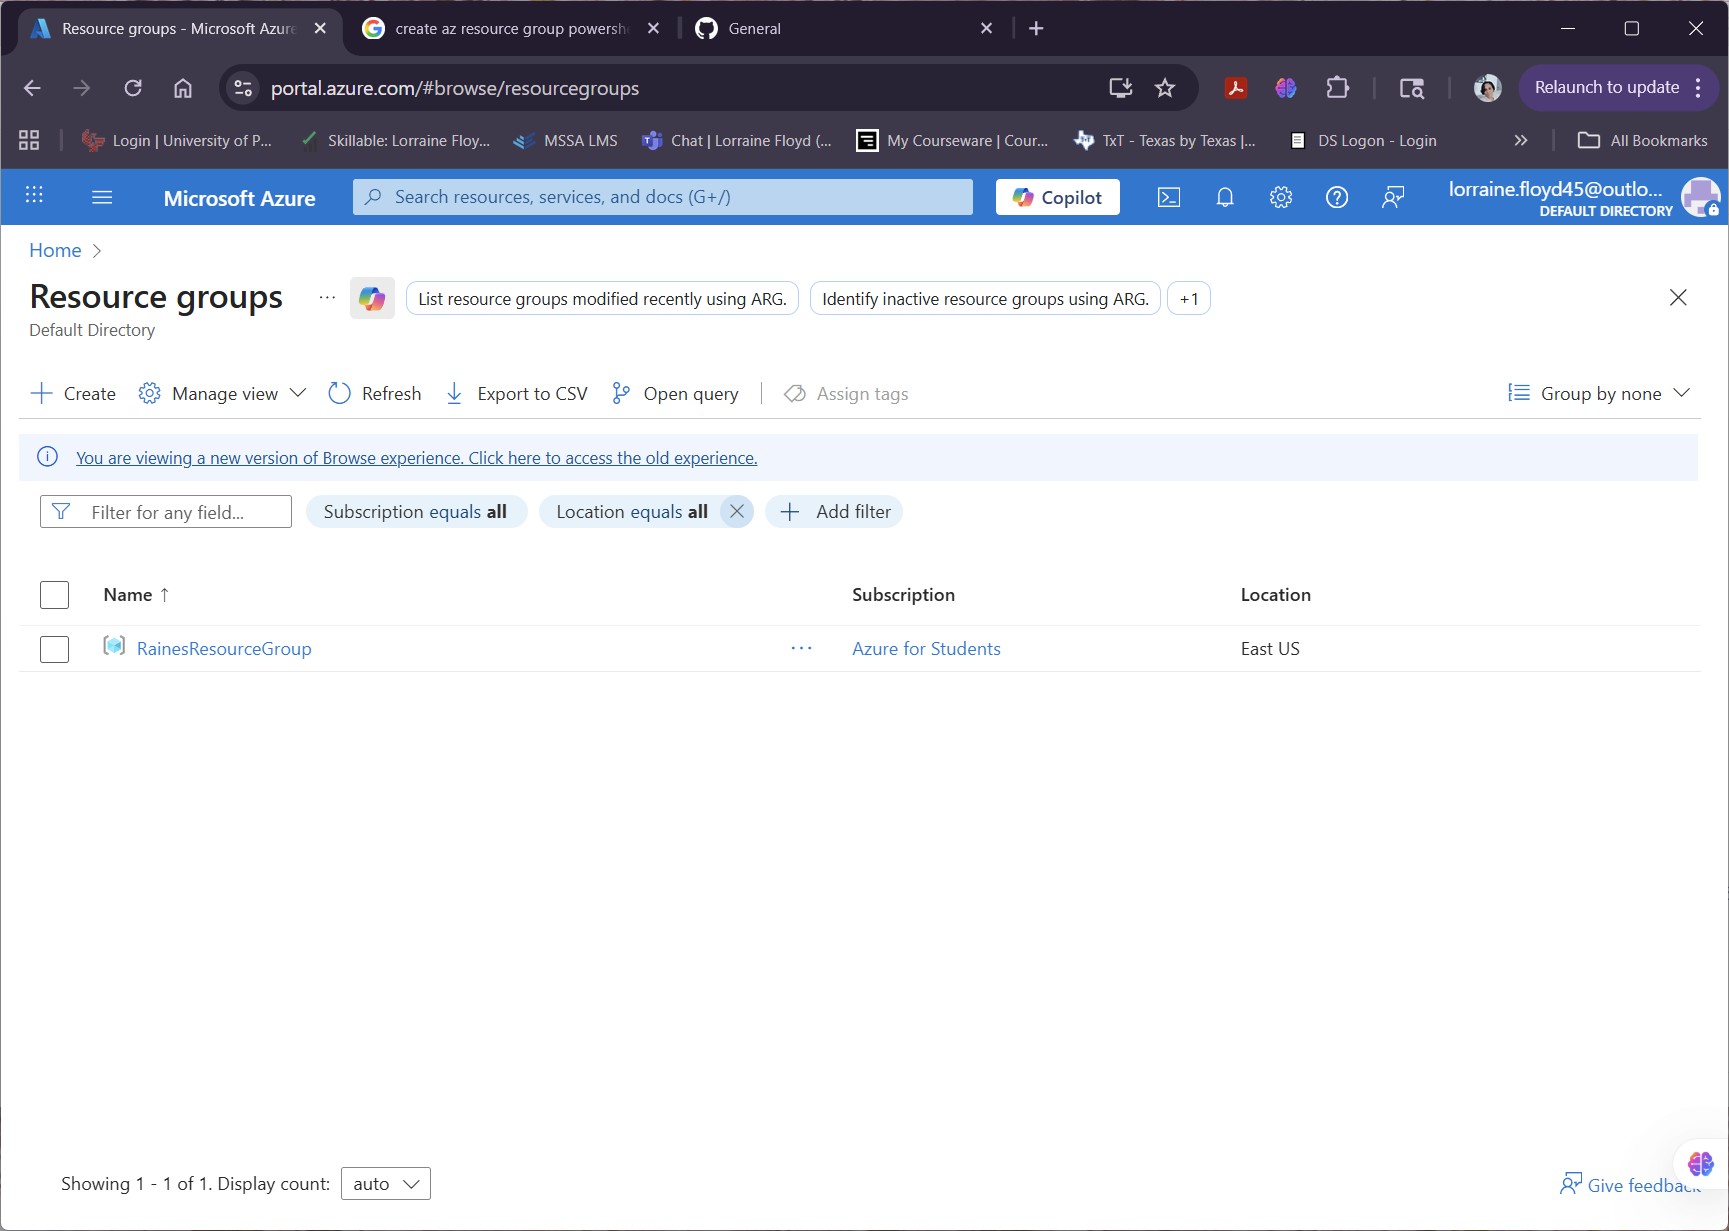 Resource groups - Microsoft Azure
create az resource group powersh
General
portal.azure.com/#browse/resourcegroups
Relaunch to update
Login | University of P...
Skillable: Lorraine Floy...
MSSA LMS
Chat | Lorraine Floyd (...
My Courseware | Cour...
TxT - Texas by Texas |...
DS Logon - Login
All Bookmarks
Microsoft Azure
Search resources, services, and docs (G+/)
Copilot
lorraine.floyd45@outlo...
DEFAULT DIRECTORY
Home
Resource groups
Default Directory
List resource groups modified recently using ARG.
Identify inactive resource groups using ARG.
+1
Create
Manage view
Refresh
Export to CSV
Open query
Assign tags
Group by none
You are viewing a new version of Browse experience. Click here to access the old experience.
Filter for any field...
Subscription equals all
Location equals all
Add filter
Name ↑
Subscription
Location
RainesResourceGroup
Azure for Students
East US
Showing 1 - 1 of 1. Display count:
auto
Give feedback